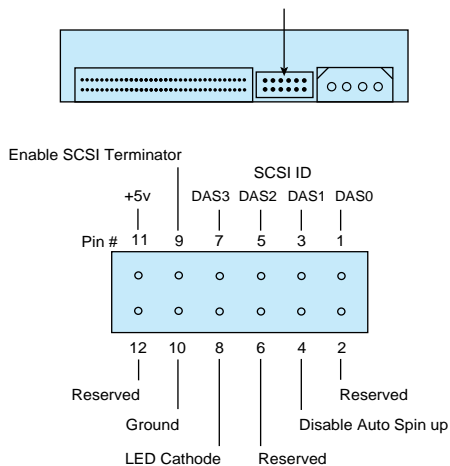 Enable SCSI Terminator
SCSI ID
+5v DAS3 DAS2 DAS1 DAS0
Pin # 11 9 7 5 3 1
12 10 8 6 4 2
Reserved Reserved
Ground Disable Auto Spin up
LED Cathode Reserved